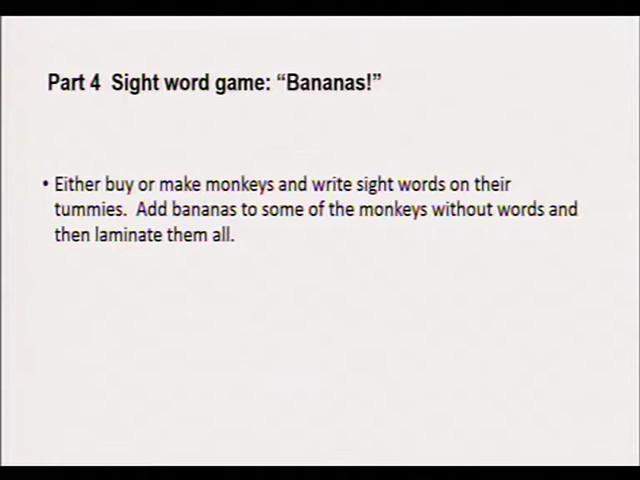 Part 4  Sight word game: “Bananas!”
• Either buy or make monkeys and write sight words on their
tummies.  Add bananas to some of the monkeys without words and
then laminate them all.